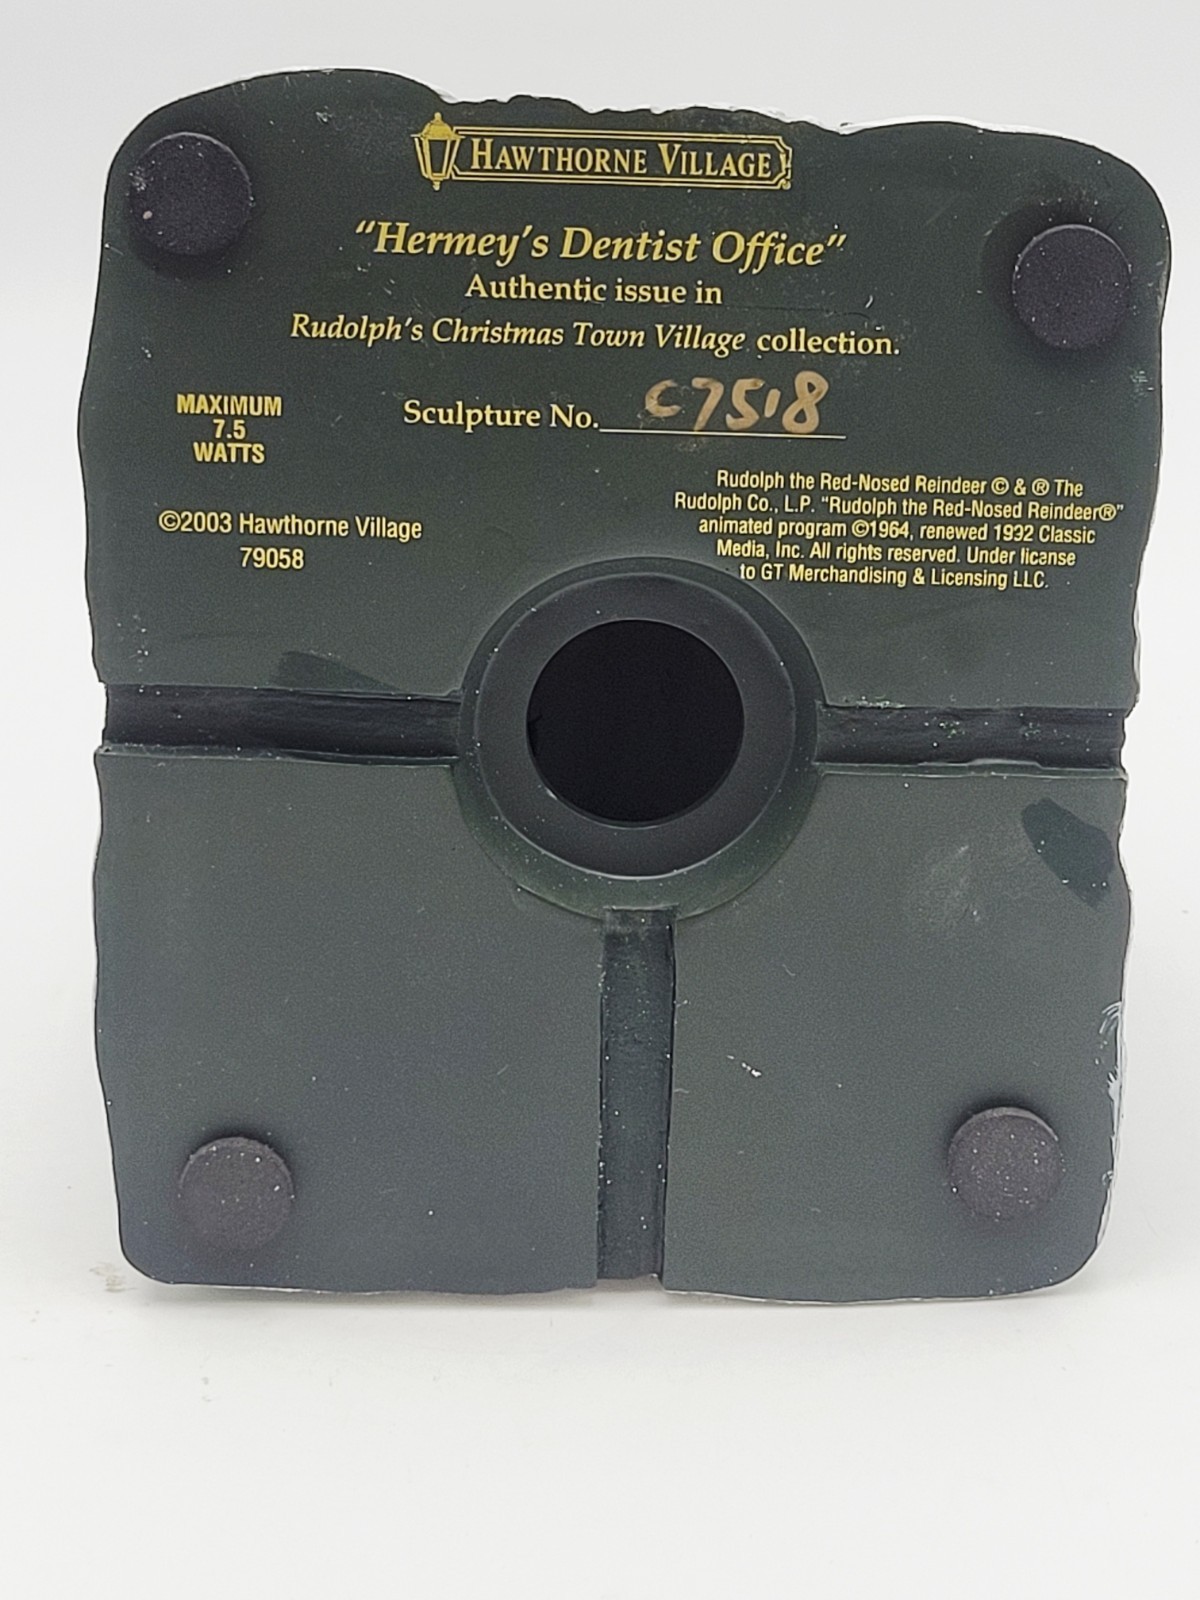 HAWTHORNE VILLAGE
“Hermey's Dentist Office”
Authentic issue in
Rudolph's Christmas Town Village collection.
Sculpture No. C7518
MAXIMUM
7.5
WATTS
©2003 Hawthorne Village
79058
Rudolph the Red-Nosed Reindeer © & ® The
Rudolph Co., L.P. “Rudolph the Red-Nosed Reindeer®”
animated program ©1964, renewed 1992 Classic
Media, Inc. All rights reserved. Under license
to GT Merchandising & Licensing LLC.